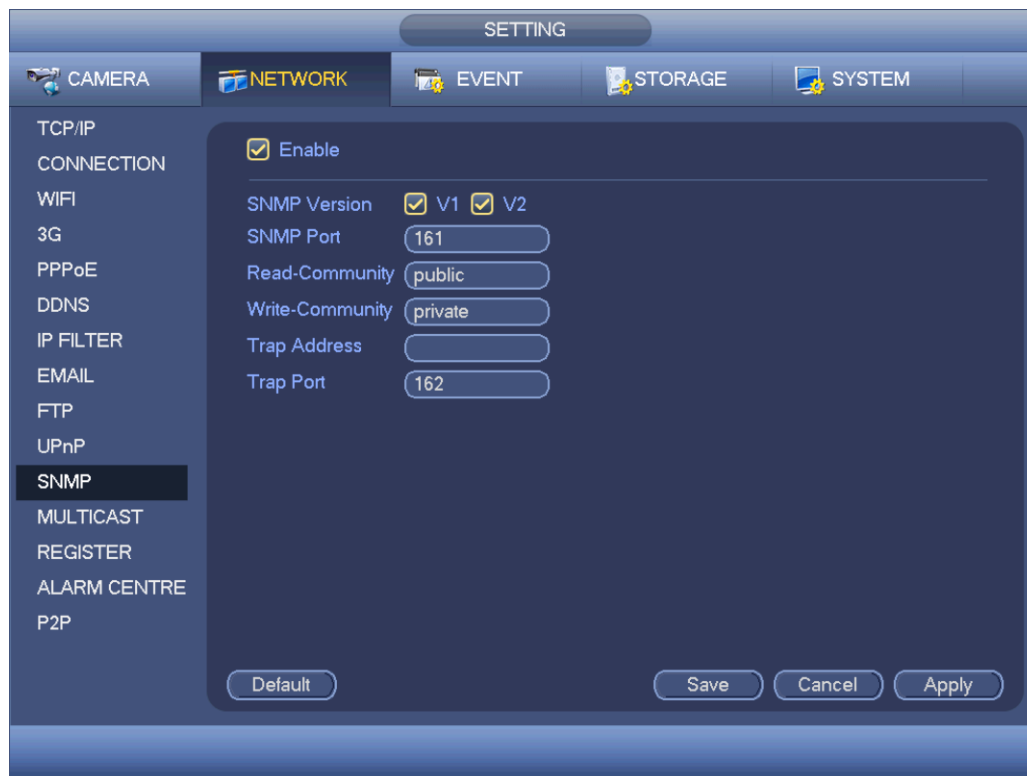 SETTING
CAMERA NETWORK EVENT STORAGE SYSTEM
TCP/IP
CONNECTION
WIFI
3G
PPPoE
DDNS
IP FILTER
EMAIL
FTP
UPnP
SNMP
MULTICAST
REGISTER
ALARM CENTRE
P2P
Enable
SNMP Version V1 V2
SNMP Port 161
Read-Community public
Write-Community private
Trap Address
Trap Port 162
Default Save Cancel Apply